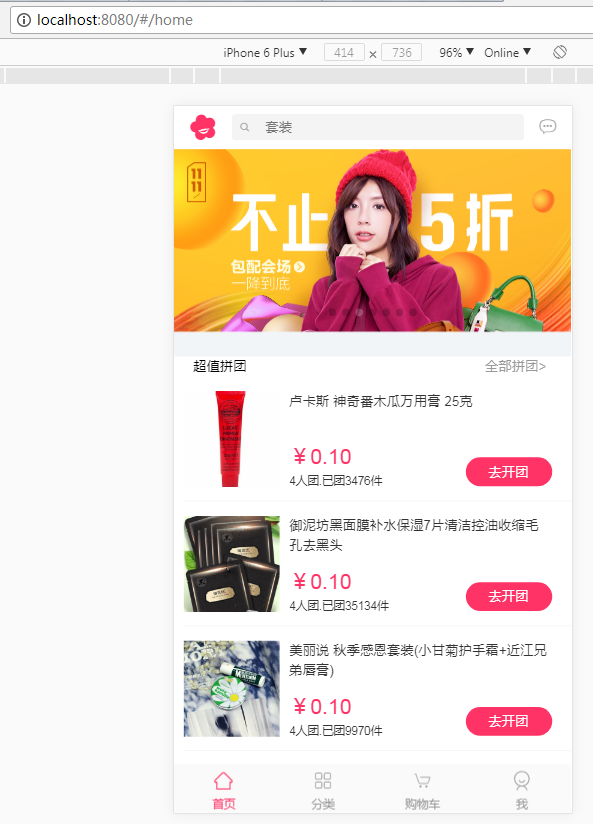 localhost:8080/#/home
iPhone 6 Plus ▼ 414 × 736 96% ▼ Online ▼
套装
11
11
不止5折
包配会场
一降到底
超值拼团 全部拼团>
卢卡斯 神奇番木瓜万用膏 25克
￥0.10
4人团.已团3476件
去开团
御泥坊黑面膜补水保湿7片清洁控油收缩毛
孔去黑头
￥0.10
4人团.已团35134件
去开团
美丽说 秋季感恩套装(小甘菊护手霜+近江兄
弟唇膏)
￥0.10
4人团.已团9970件
去开团
首页 分类 购物车 我